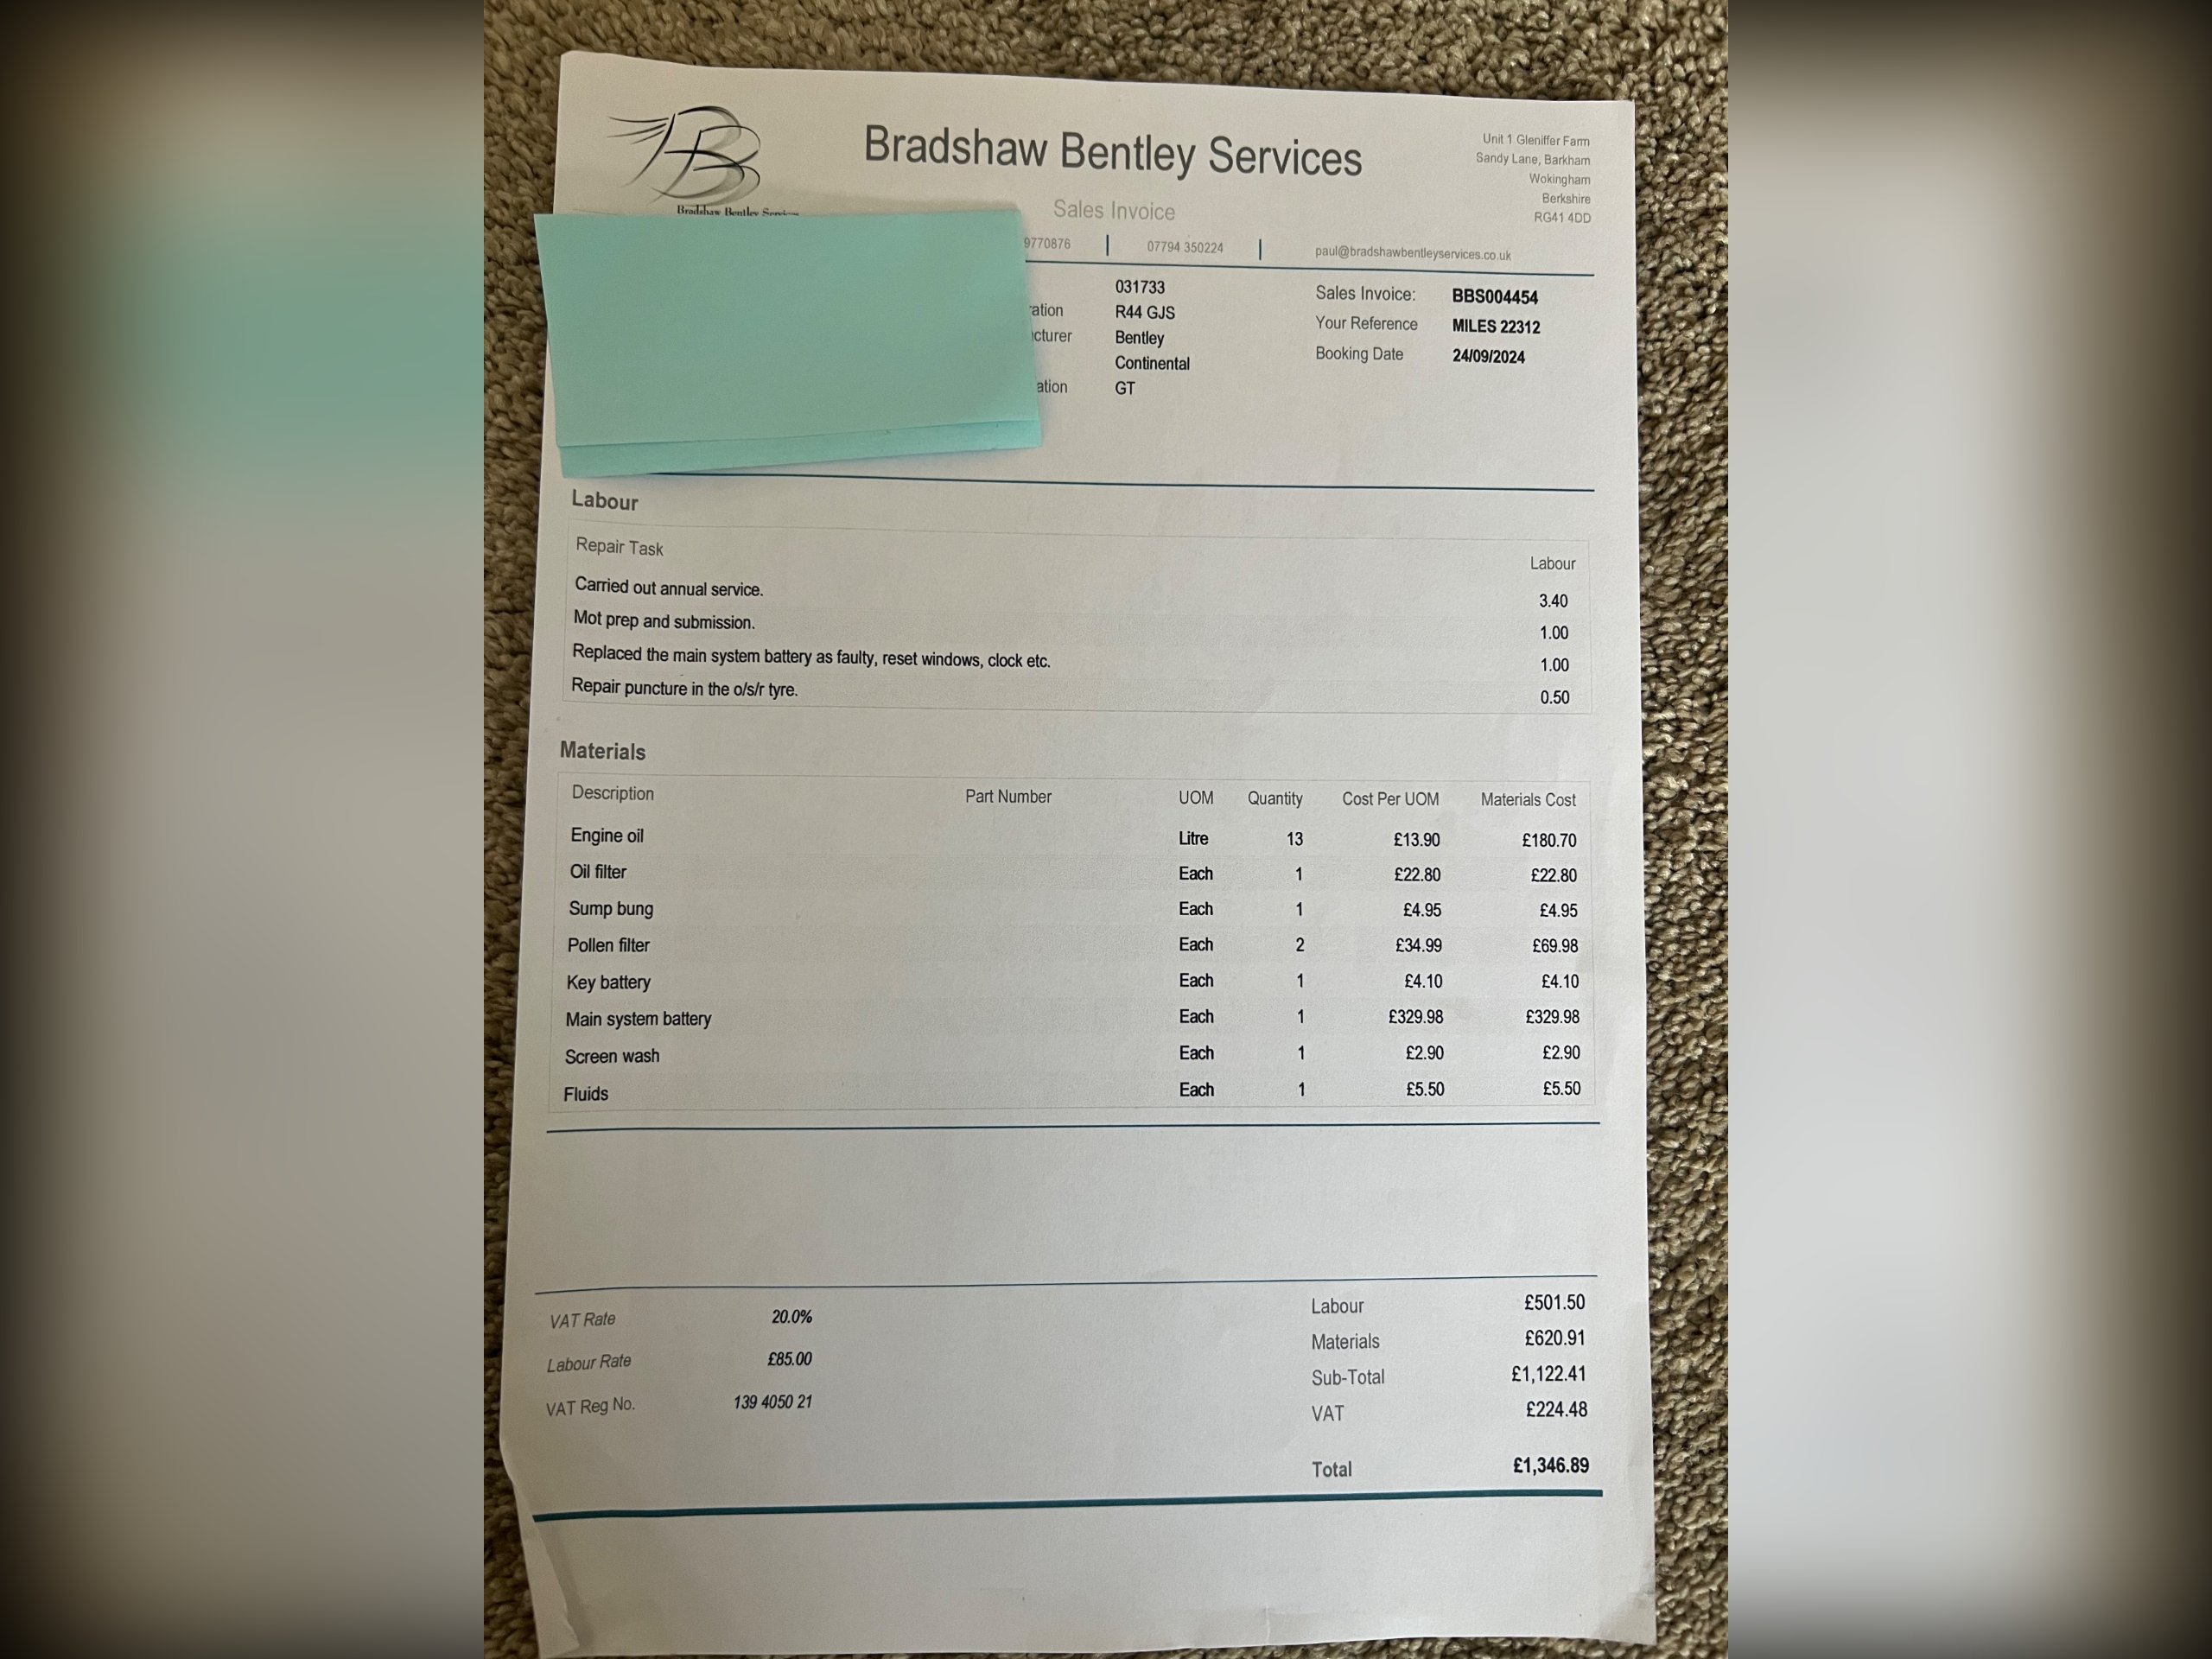 Bradshaw Bentley Services
Unit 1 Gleniffer Farm
Sandy Lane, Barkham
Wokingham
Berkshire
RG41 4DD
BB
Bradshaw Bentley Services
Sales Invoice
9770876 | 07794 350224 | paul@bradshawbentleyservices.co.uk
031733 Sales Invoice: BBS004454
ration R44 GJS Your Reference MILES 22312
cturer Bentley Booking Date 24/09/2024
Continental
ation GT
Labour
Repair Task Labour
Carried out annual service. 3.40
Mot prep and submission. 1.00
Replaced the main system battery as faulty, reset windows, clock etc. 1.00
Repair puncture in the o/s/r tyre. 0.50
Materials
Description Part Number UOM Quantity Cost Per UOM Materials Cost
Engine oil Litre 13 £13.90 £180.70
Oil filter Each 1 £22.80 £22.80
Sump bung Each 1 £4.95 £4.95
Pollen filter Each 2 £34.99 £69.98
Key battery Each 1 £4.10 £4.10
Main system battery Each 1 £329.98 £329.98
Screen wash Each 1 £2.90 £2.90
Fluids Each 1 £5.50 £5.50
VAT Rate 20.0% Labour £501.50
Labour Rate £85.00 Materials £620.91
VAT Reg No. 139 4050 21 Sub-Total £1,122.41
VAT £224.48
Total £1,346.89